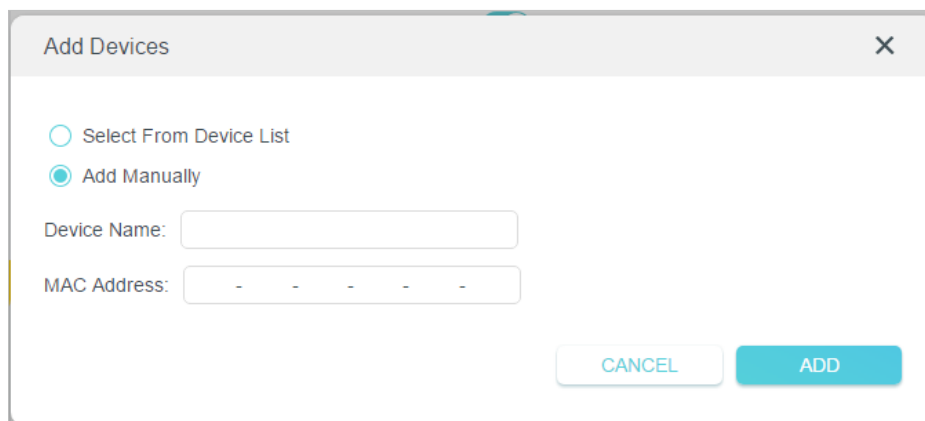 Add Devices
Select From Device List
Add Manually
Device Name:
MAC Address: - - - - -
CANCEL ADD